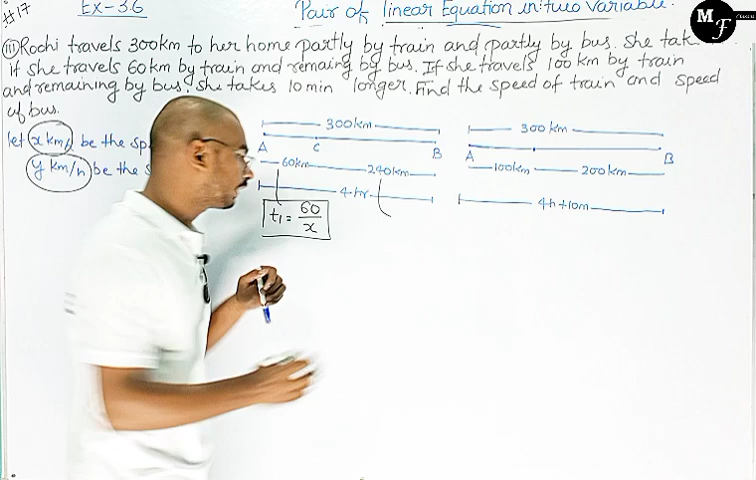 #17
Ex-3.6
Pair of linear Equation in two variable.
M F
(iii) Rochi travels 300km to her home partly by train and partly by bus. She tak
if she travels 60km by train and remaing by bus. If she travels 100 km by train
and remaining by bus. She takes 10 min longer. Find the speed of train and speed
of bus.
let x km/ be the sp
y km/h be the s
300km
A C B
60km 240km
4hr
t₁ = 60/x
300 km
A B
100km 200km
4h+10m